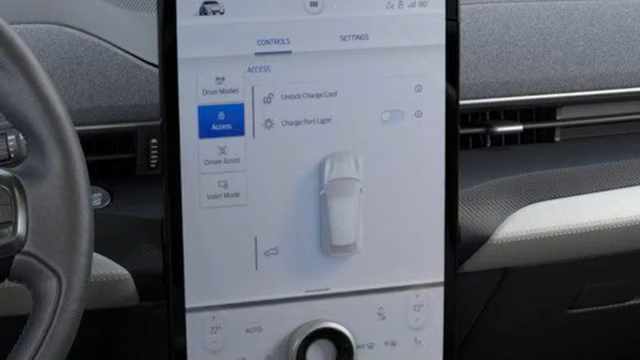 80°
CONTROLS SETTINGS
ACCESS
Drive Modes
Access
Drive Assist
Valet Mode
Unlock Charge Cord
Charge Port Light
72°
AUTO
72°